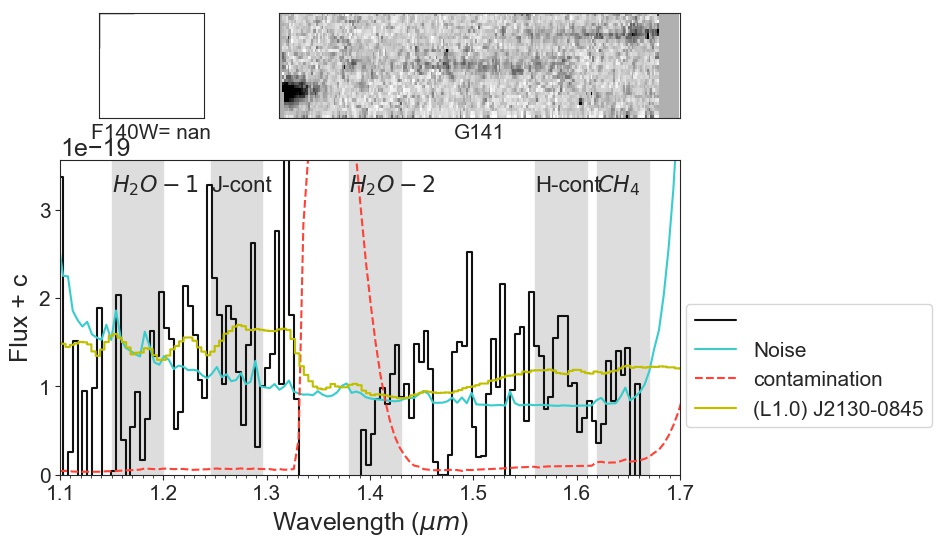 F140W= nan
G141
1e−19
H₂O − 1
J-cont
H₂O − 2
H-cont
CH₄
3
2
1
0
Flux + c
1.1 1.2 1.3 1.4 1.5 1.6 1.7
Wavelength (μm)
Noise
contamination
(L1.0) J2130-0845